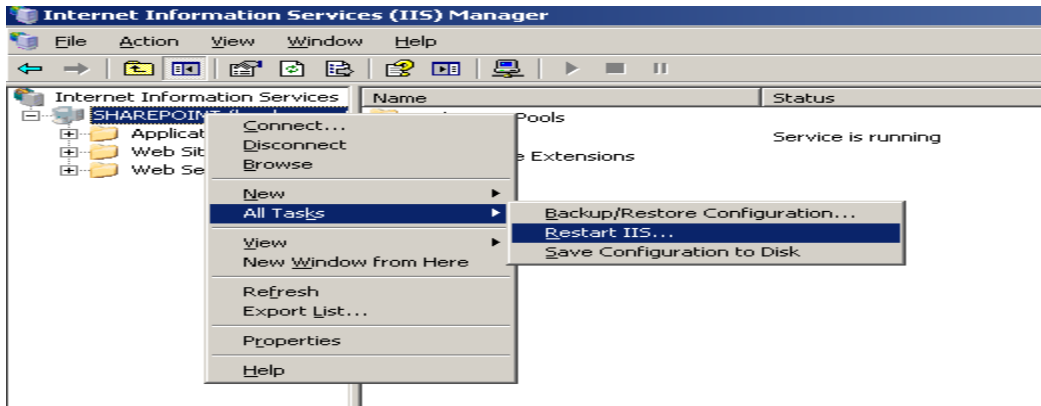 Internet Information Services (IIS) Manager
File Action View Window Help
Internet Information Services
Name Status
SHAREPOINT
Pools
Applicat
Service is running
Web Sit
Extensions
Web Se
Connect...
Disconnect
Browse
New
All Tasks
View
New Window from Here
Refresh
Export List...
Properties
Help
Backup/Restore Configuration...
Restart IIS...
Save Configuration to Disk